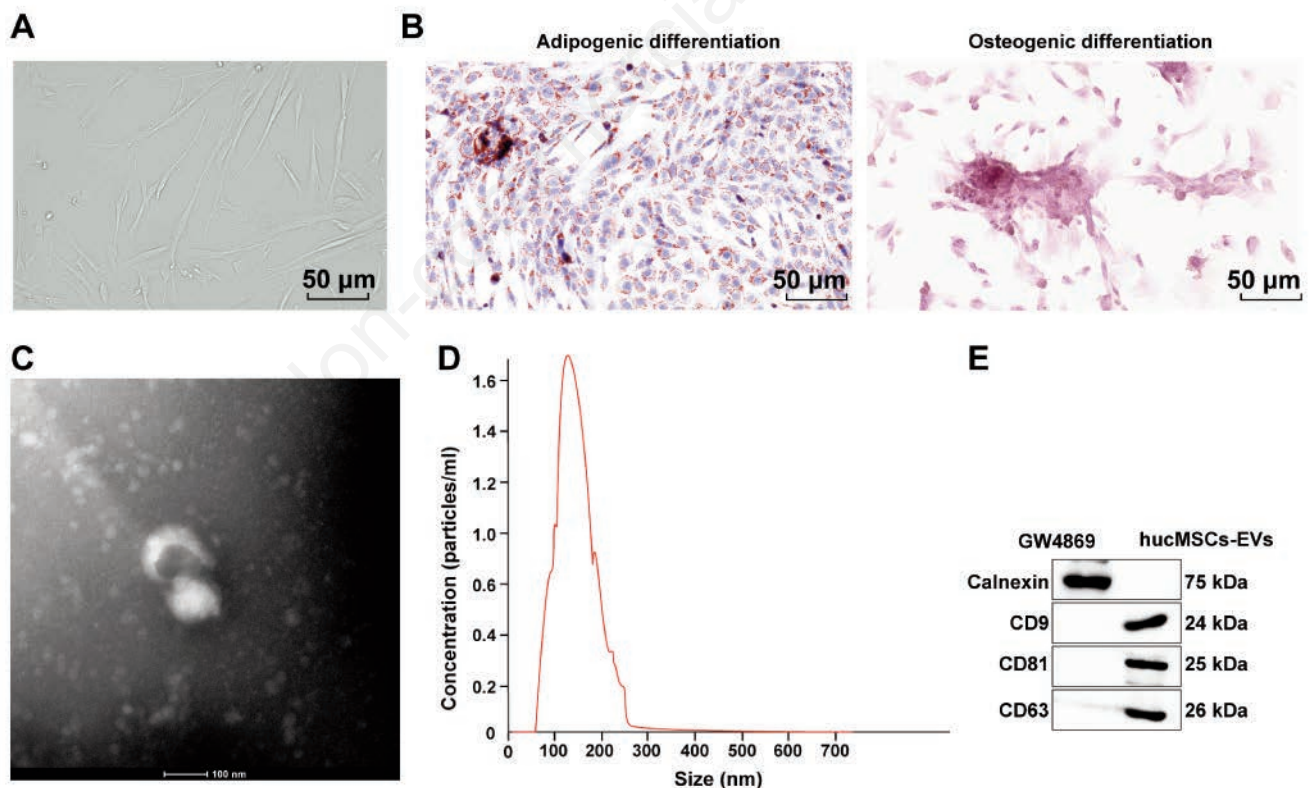 A
B
Adipogenic differentiation
Osteogenic differentiation
50 µm
50 µm
50 µm
C
D
E
1.6
1.4
1.2
1.0
0.6
0.4
0.2
0
Concentration (particles/ml)
0 100 200 300 400 500 600 700
Size (nm)
100 nm
GW4869 hucMSCs-EVs
Calnexin 75 kDa
CD9 24 kDa
CD81 25 kDa
CD63 26 kDa